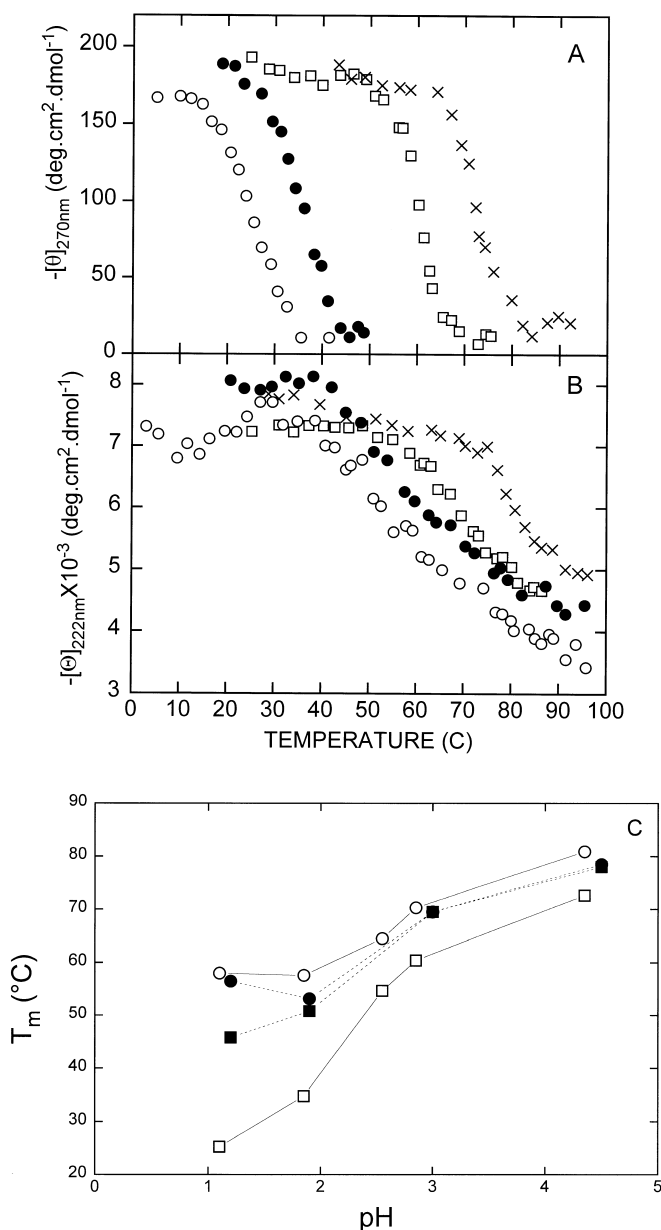 A
-[θ]270nm (deg.cm2.dmol-1)
200
150
100
50
0
B
-[Θ]222nmX10-3 (deg.cm2.dmol-1)
8
7
6
5
4
3
0 10 20 30 40 50 60 70 80 90 100
TEMPERATURE (C)
C
Tm (°C)
90
80
70
60
50
40
30
20
0 1 2 3 4 5
pH